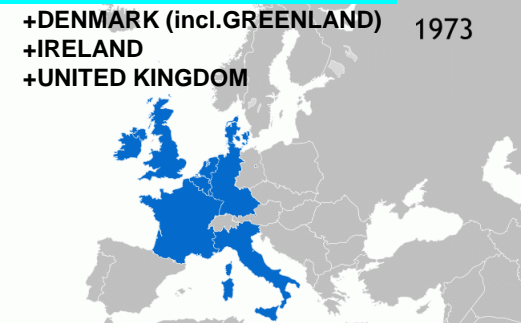 +DENMARK (incl.GREENLAND)
1973
+IRELAND
+UNITED KINGDOM